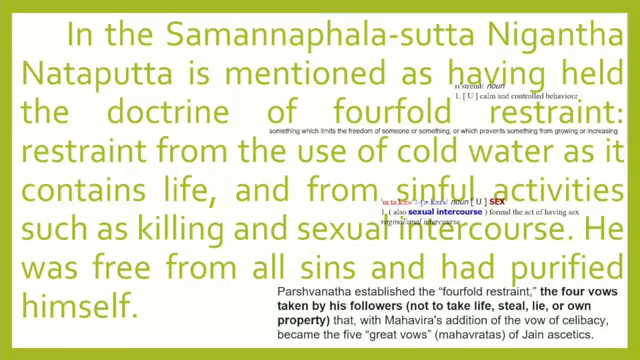 In the Samannaphala-sutta Nigantha
Nataputta is mentioned as having held
noun
1. [ U ] calm and controlled behaviour
the doctrine of fourfold restraint:
something which limits the freedom of someone or something, or which prevents something from growing or increasing
restraint from the use of cold water as it
contains life, and from sinful activities
noun [ U ] SEX
1. ( also sexual intercourse ) formal the act of having sex
vaginal/anal intercourse
such as killing and sexual intercourse. He
was free from all sins and had purified
himself.
Parshvanatha established the “fourfold restraint,” the four vows
taken by his followers (not to take life, steal, lie, or own
property) that, with Mahavira's addition of the vow of celibacy,
became the five “great vows” (mahavratas) of Jain ascetics.